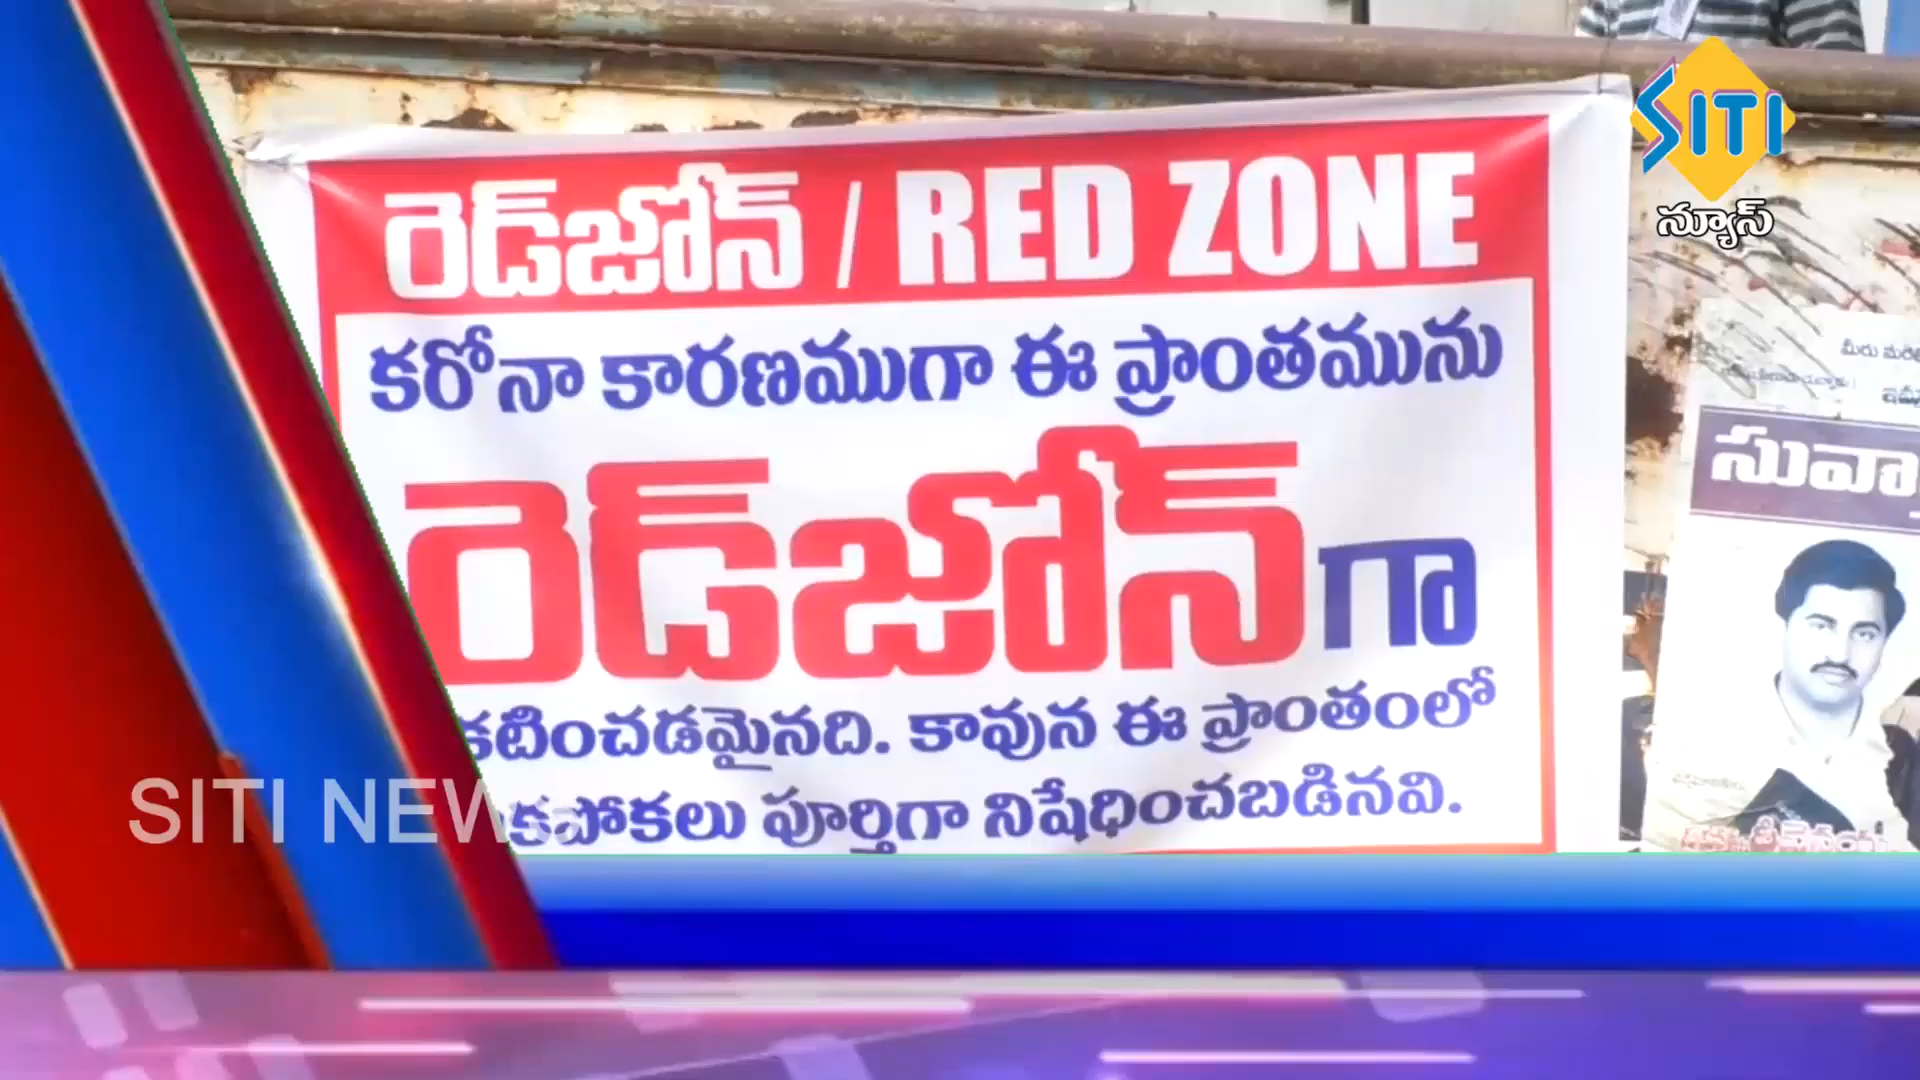 SITI
న్యూస్
రెడ్‌జోన్ / RED ZONE
కరోనా కారణముగా ఈ ప్రాంతమును
రెడ్‌జోన్‌గా
కటించడమైనది. కావున ఈ ప్రాంతంలో
కపోకలు పూర్తిగా నిషేధించబడినవి.
SITI NEWS
మీరు
సువా